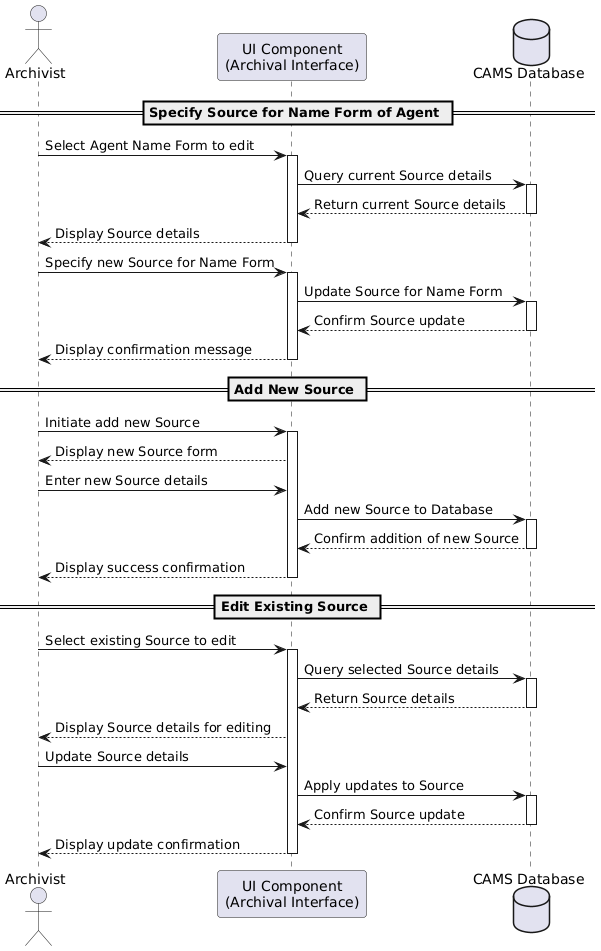 Archivist
UI Component
(Archival Interface)
CAMS Database
Specify Source for Name Form of Agent
Select Agent Name Form to edit
Query current Source details
Return current Source details
Display Source details
Specify new Source for Name Form
Update Source for Name Form
Confirm Source update
Display confirmation message
Add New Source
Initiate add new Source
Display new Source form
Enter new Source details
Add new Source to Database
Confirm addition of new Source
Display success confirmation
Edit Existing Source
Select existing Source to edit
Query selected Source details
Return Source details
Display Source details for editing
Update Source details
Apply updates to Source
Confirm Source update
Display update confirmation
Archivist
UI Component
(Archival Interface)
CAMS Database